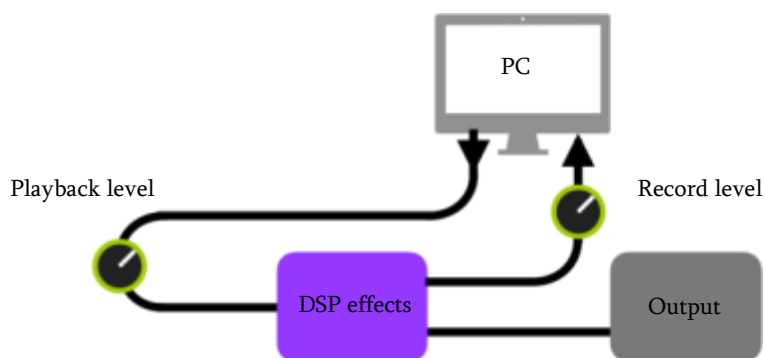 PC
Playback level
Record level
DSP effects
Output